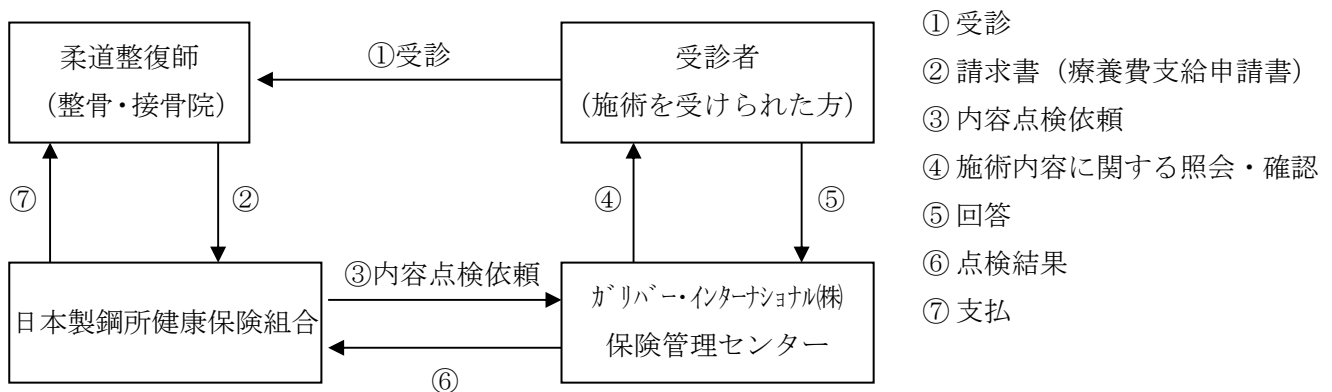 柔道整復師
(整骨・接骨院)
①受診
受診者
(施術を受けられた方)
⑦
②
④
⑤
日本製鋼所健康保険組合
③内容点検依頼
⑥
ｶﾞﾘﾊﾞｰ・ｲﾝﾀｰﾅｼｮﾅﾙ㈱
保険管理センター
① 受診
② 請求書（療養費支給申請書）
③ 内容点検依頼
④ 施術内容に関する照会・確認
⑤ 回答
⑥ 点検結果
⑦ 支払